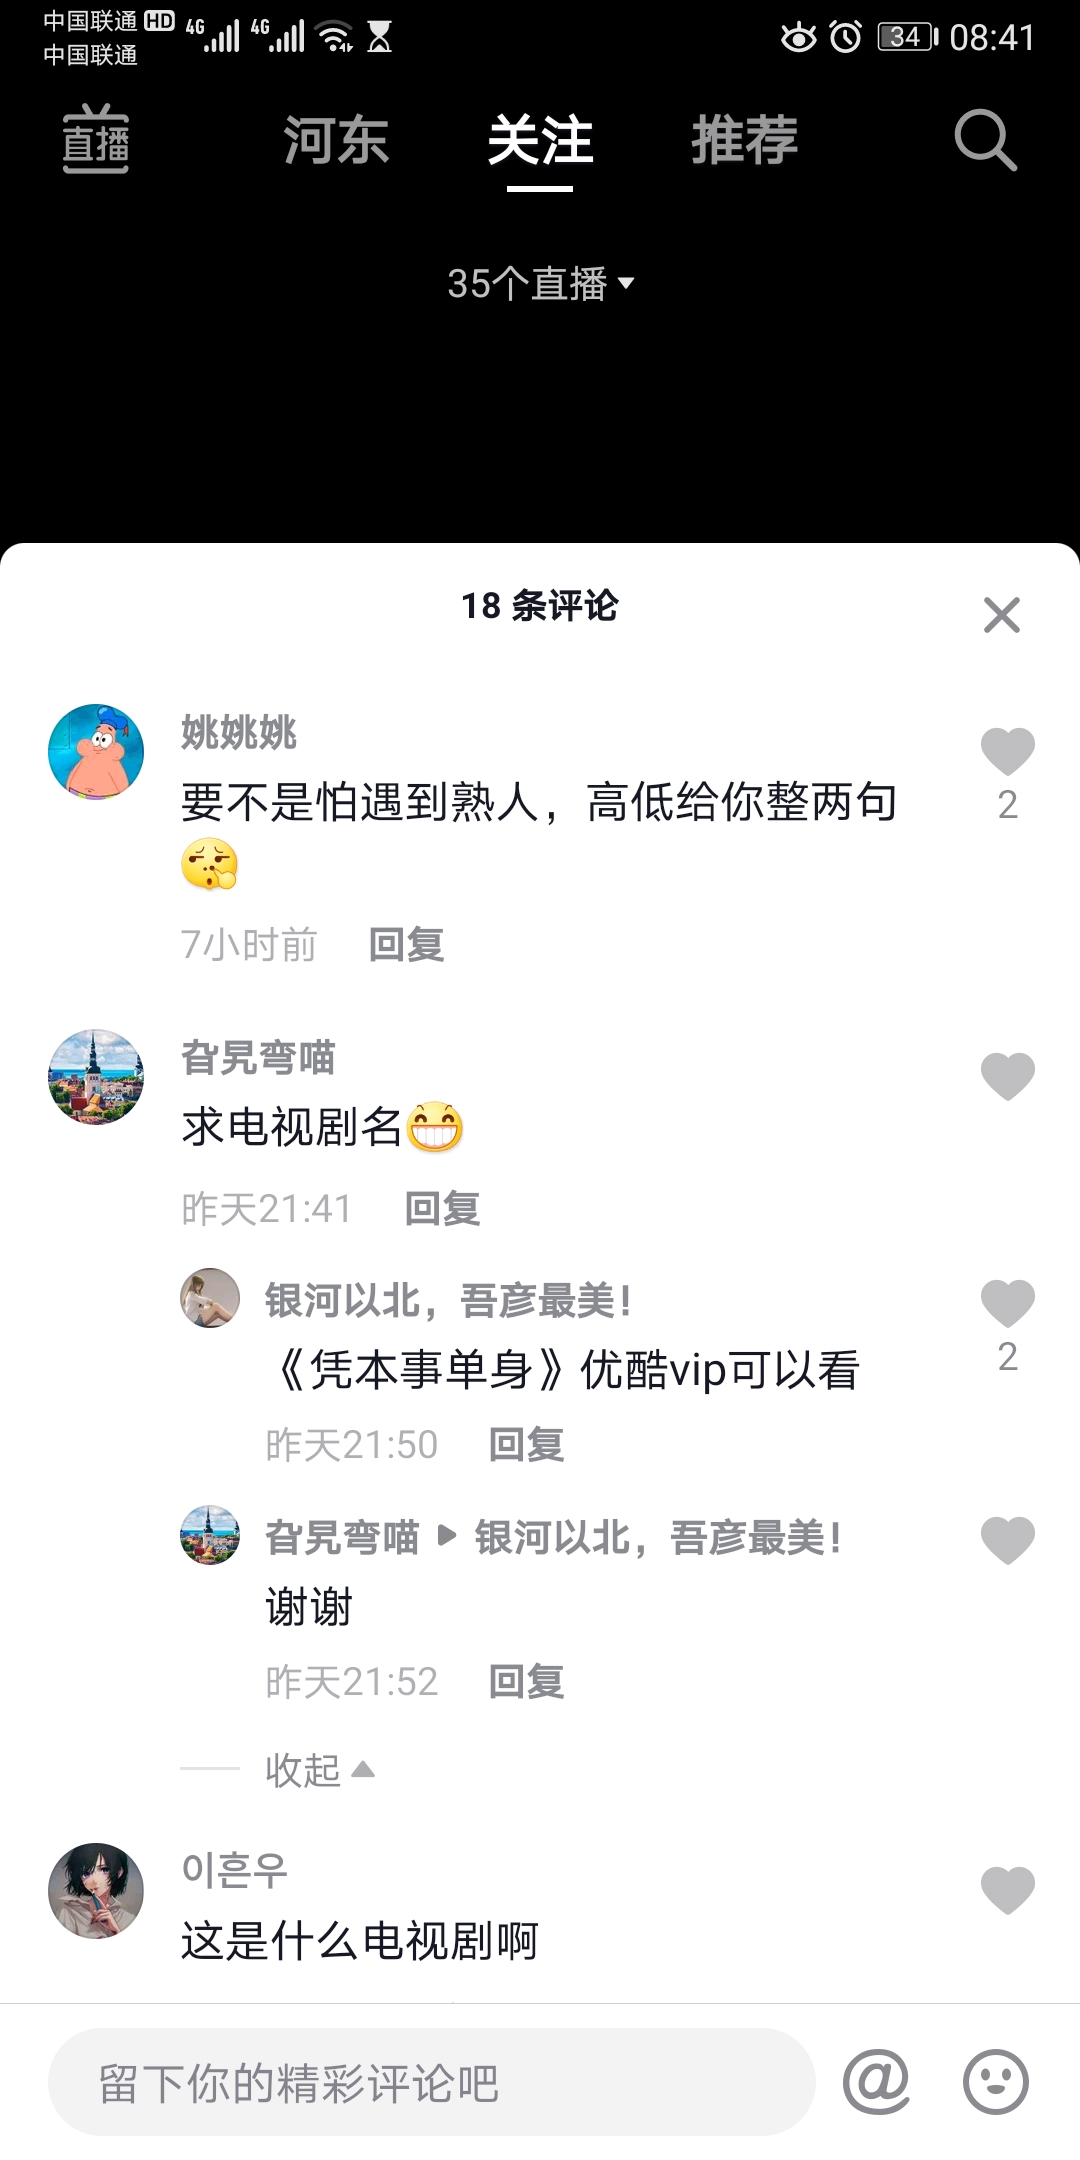 中国联通 HD 4G 4G 34 08:41
中国联通
直播 河东 关注 推荐
35个直播
18 条评论
姚姚姚
要不是怕遇到熟人，高低给你整两句
2
7小时前 回复
旮旯弯喵
求电视剧名
昨天21:41 回复
银河以北，吾彦最美！
《凭本事单身》优酷vip可以看
2
昨天21:50 回复
旮旯弯喵 银河以北，吾彦最美！
谢谢
昨天21:52 回复
收起
이흔우
这是什么电视剧啊
留下你的精彩评论吧 @